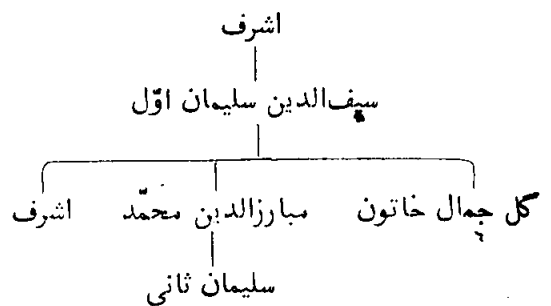 اشرف
سیف‌الدین سلیمان اوّل
گل جمال خاتون مبارزالدین محمّد اشرف
سلیمان ثانی